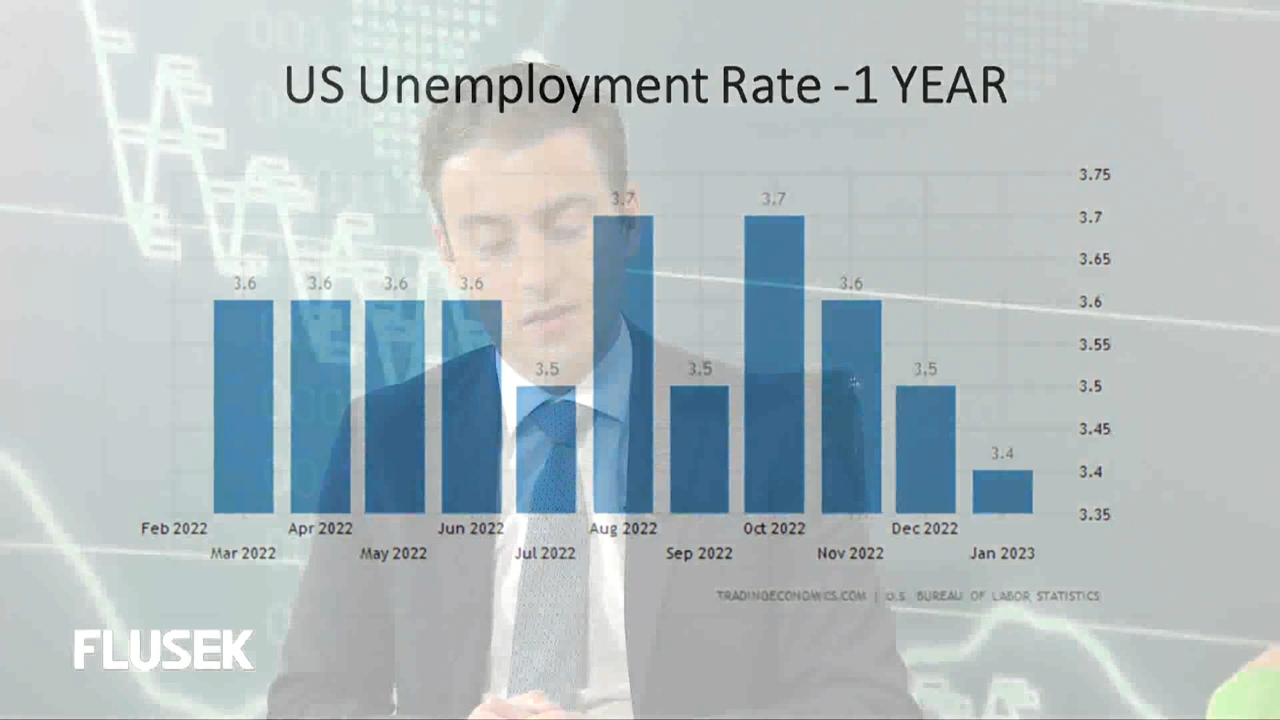 US Unemployment Rate -1 YEAR
3.75
3.7
3.65
3.6
3.55
3.5
3.45
3.4
3.35
3.6
3.6
3.6
3.6
3.5
3.7
3.5
3.7
3.6
3.5
3.4
Feb 2022
Mar 2022
Apr 2022
May 2022
Jun 2022
Jul 2022
Aug 2022
Sep 2022
Oct 2022
Nov 2022
Dec 2022
Jan 2023
TRADINGECONOMICS.COM | U.S. BUREAU OF LABOR STATISTICS
FLUSEK